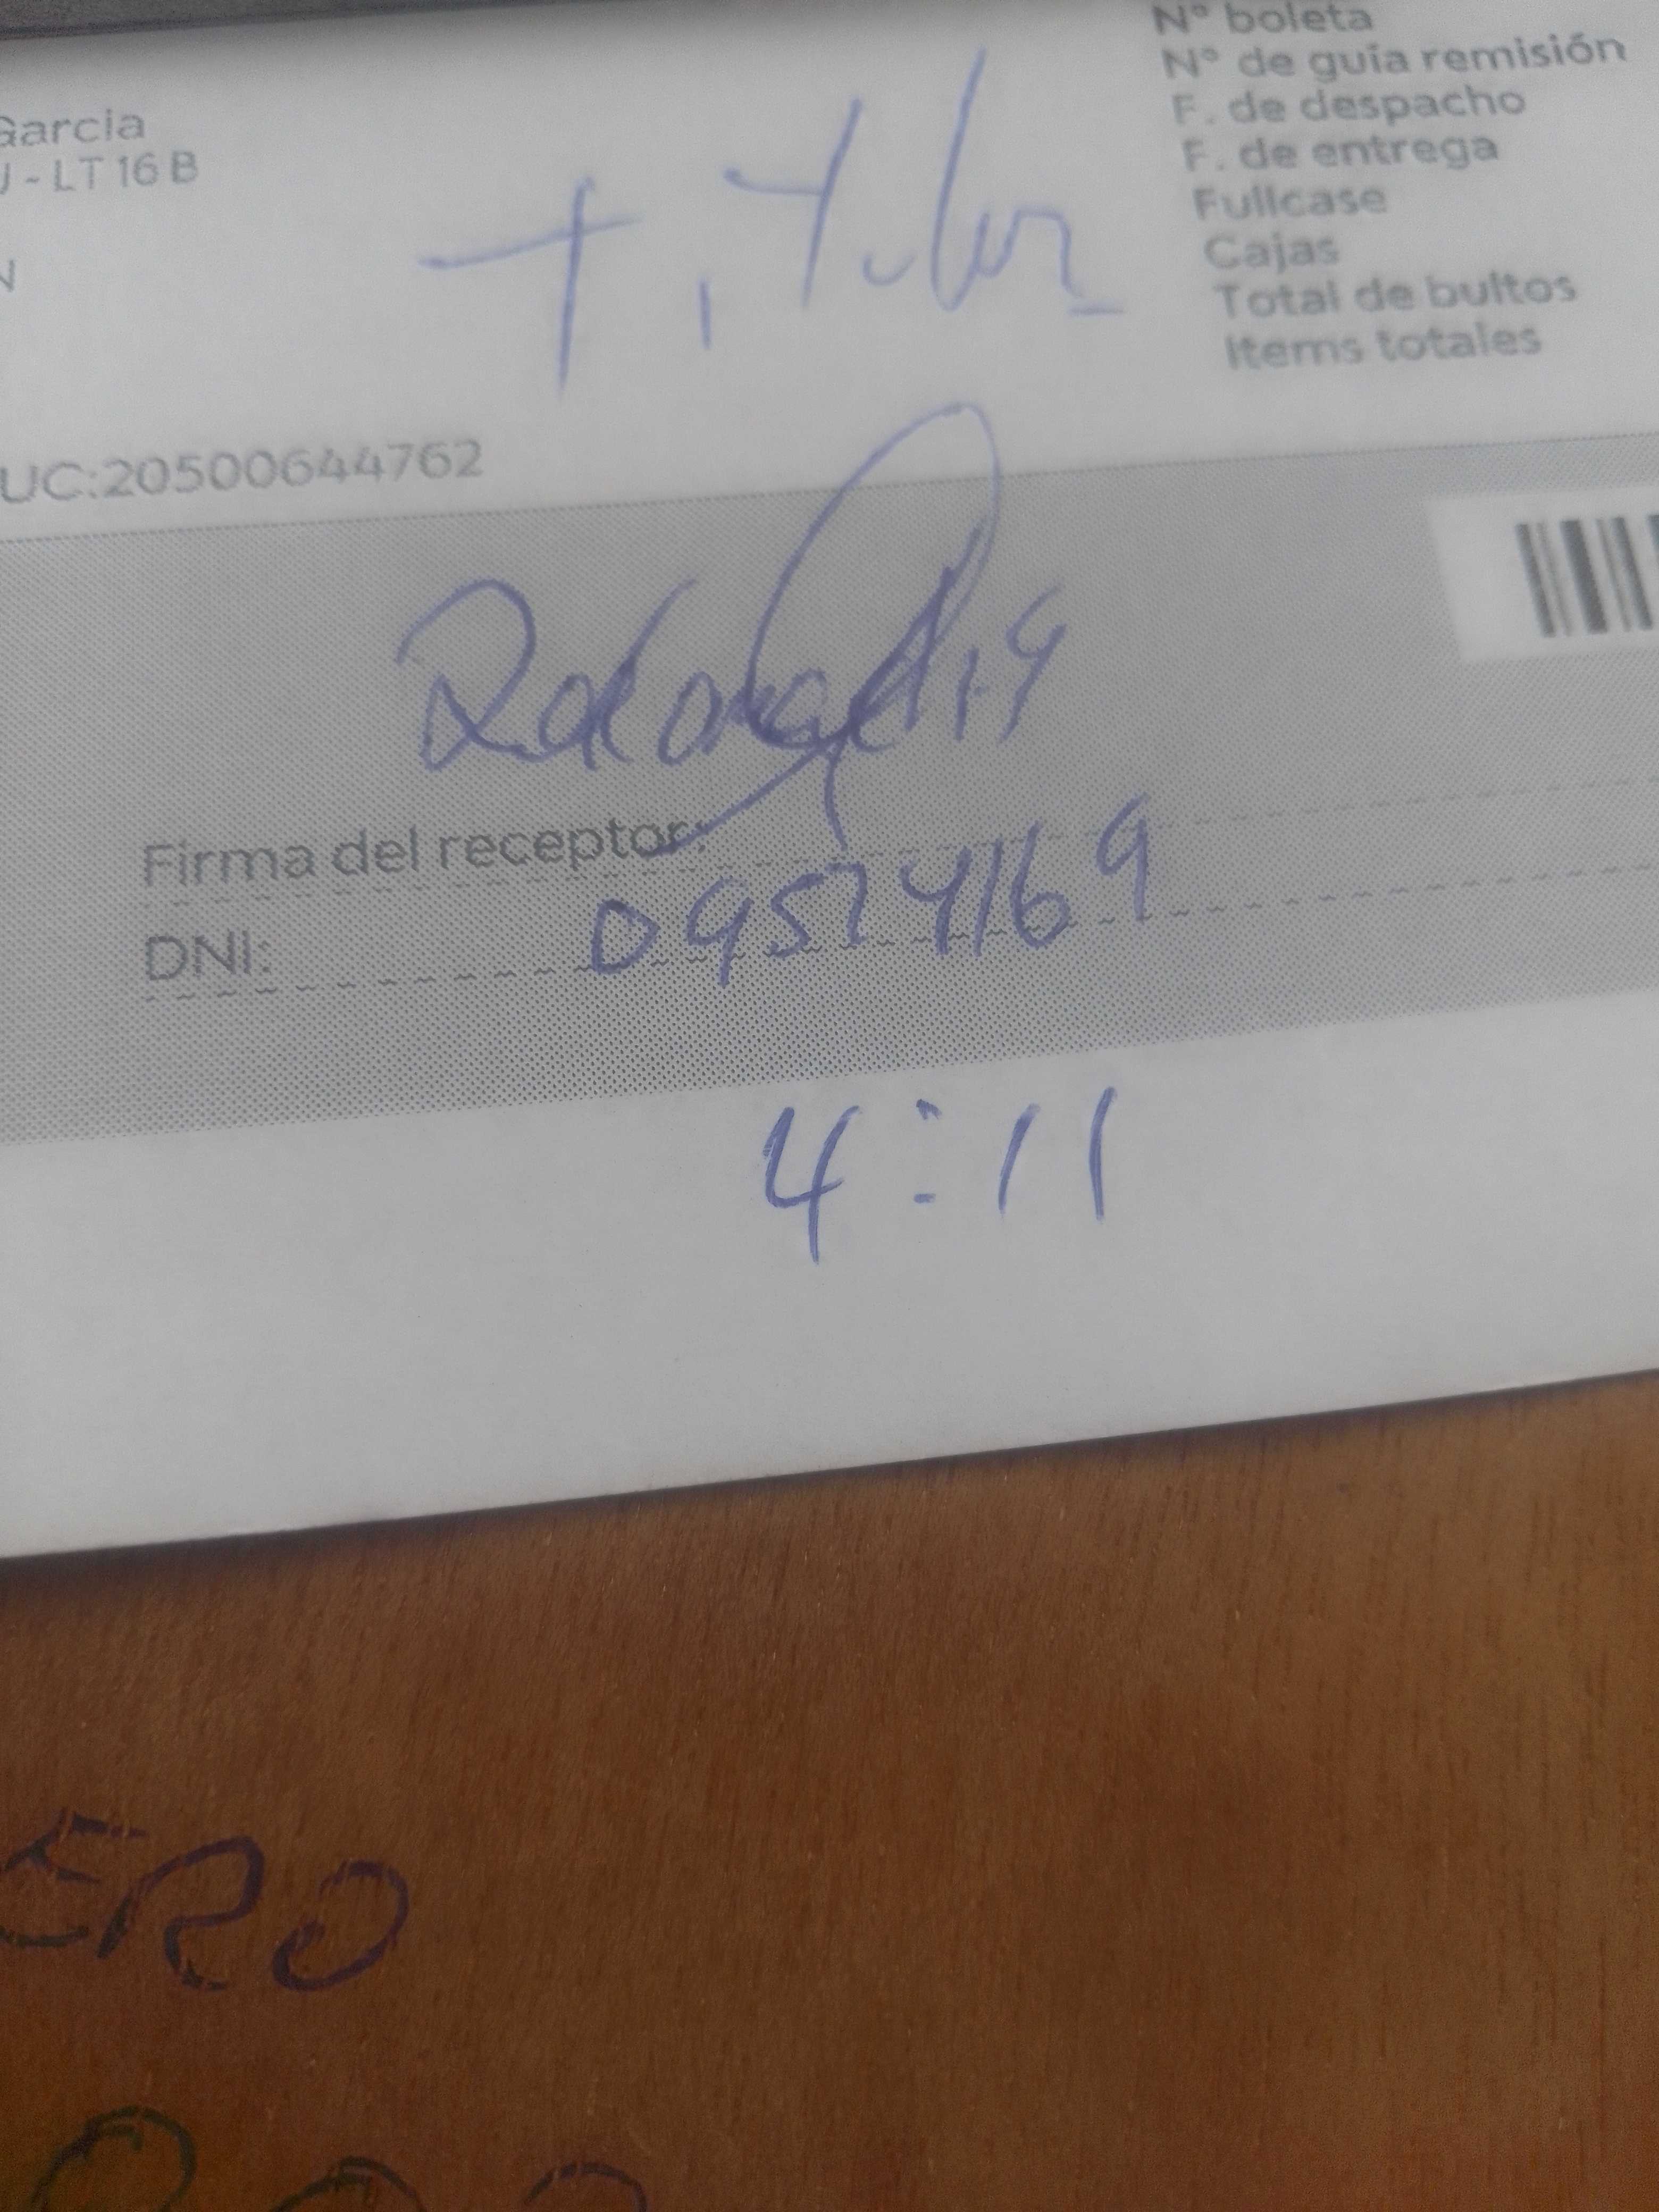 Garcia
J - LT 16 B
N
UC:20500644762
N° boleta
N° de guía remisión
F. de despacho
F. de entrega
Fullcase
Cajas
Total de bultos
Items totales
Firma del receptor:
DNI: 09574169
4:11
ERO